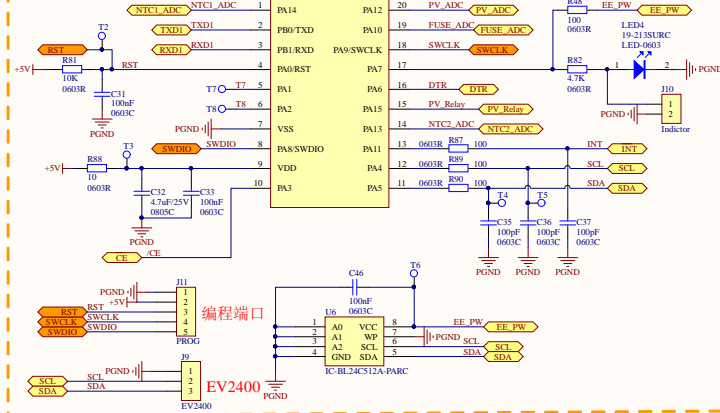 NTC1_ADC NTC1_ADC 1 PA14 PA12 20 PV_ADC PV_ADC
R48 EE_PW EE_PW
100
0603R
T2
TXD1 TXD1 2 PB0/TXD PA10 19 FUSE_ADC FUSE_ADC
LED4
19-213SURC
LED-0603
RST RXD1 RXD1 3 PB1/RXD PA9/SWCLK 18 SWCLK SWCLK
+5V R81 RST 4 PA0/RST PA7 17 R82 1 2 PGND
10K
0603R
4.7K
0603R
C31
100nF
0603C
PGND
T7 T7 5 PA1 PA6 16 DTR DTR
T8 T8 6 PA2 PA15 15 PV_Relay PV_Relay
J10
1
2
Indictor
PGND
PGND 7 VSS PA13 14 NTC2_ADC NTC2_ADC
SWDIO SWDIO 8 PA8/SWDIO PA11 13 0603R R87 100 INT INT
T3
+5V R88 9 VDD PA4 12 0603R R89 100 SCL SCL
10
0603R
10 PA3 PA5 11 0603R R90 100 SDA SDA
C32
4.7uF/25V
0805C
C33
100nF
0603C
T4
T5
C35
100pF
0603C
C36
100pF
0603C
C37
100pF
0603C
PGND
CE /CE
PGND PGND PGND
J11
PGND 1
+5V 2
RST RST 3
SWCLK SWCLK 4
SWDIO SWDIO 5
PROG
编程端口
C46
100nF
0603C
T6
U6
1 A0 VCC 8 EE_PW EE_PW
2 A1 WP 7 PGND
3 A2 SCL 6 SCL SCL
4 GND SDA 5 SDA SDA
IC-BL24C512A-PARC
PGND
J9
PGND 1
SCL SCL 2
SDA SDA 3
EV2400
EV2400